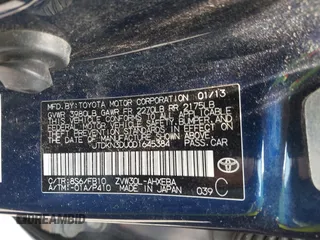 MFD.BY:TOYOTA MOTOR CORPORATION 01/13
GVWR 3980LB GAWR FR 2270LB RR 2175LB
THIS VEHICLE CONFORMS TO ALL APPLICABLE
FEDERAL MOTOR VEHICLE SAFETY, BUMPER, AND
THEFT PREVENTION STANDARDS IN EFFECT ON
THE DATE OF MANUFACTURE SHOWN ABOVE.
PASS.CAR
C/TR:8S6/FB10 ZVW30L-AHXEBA
A/TM:-01A/P410 MADE IN JAPAN 039 C